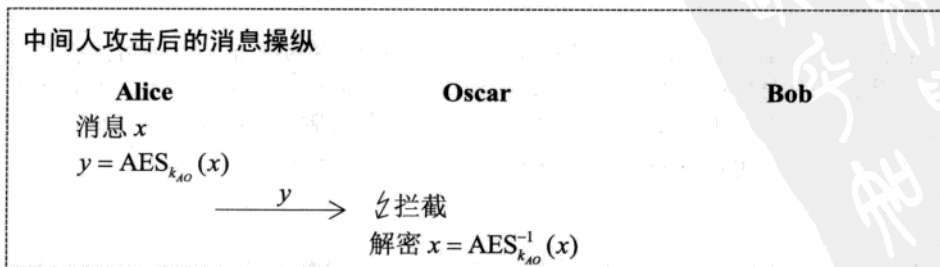 中间人攻击后的消息操纵
Alice Oscar Bob
消息 x
y = AES_{k_{AO}}(x)
y
拦截
解密 x = AES^{-1}_{k_{AO}}(x)